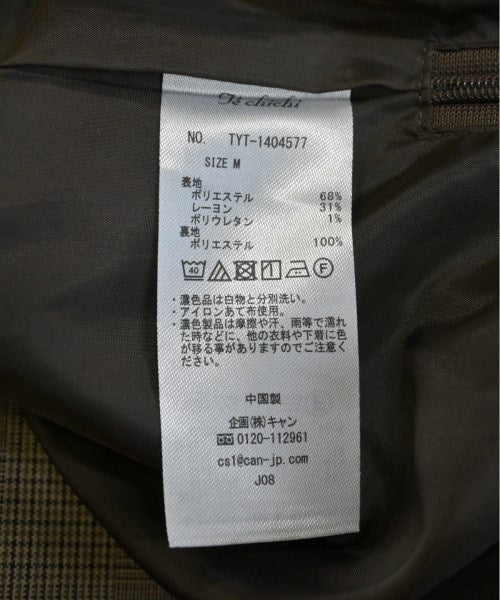 Te chichi
NO. TYT-1404577
SIZE M
表地
ポリエステル 68%
レーヨン 31%
ポリウレタン 1%
裏地
ポリエステル 100%
40 F
・濃色品は白物と分別洗い。
・アイロンあて布使用。
・濃色製品は摩擦や汗、雨等で濡れ
た時などに、他の衣料や下着に色
が移る事がありますのでご注意く
ださい。
中国製
企画(株)キャン
0120-112961
cs1@can-jp.com
J08